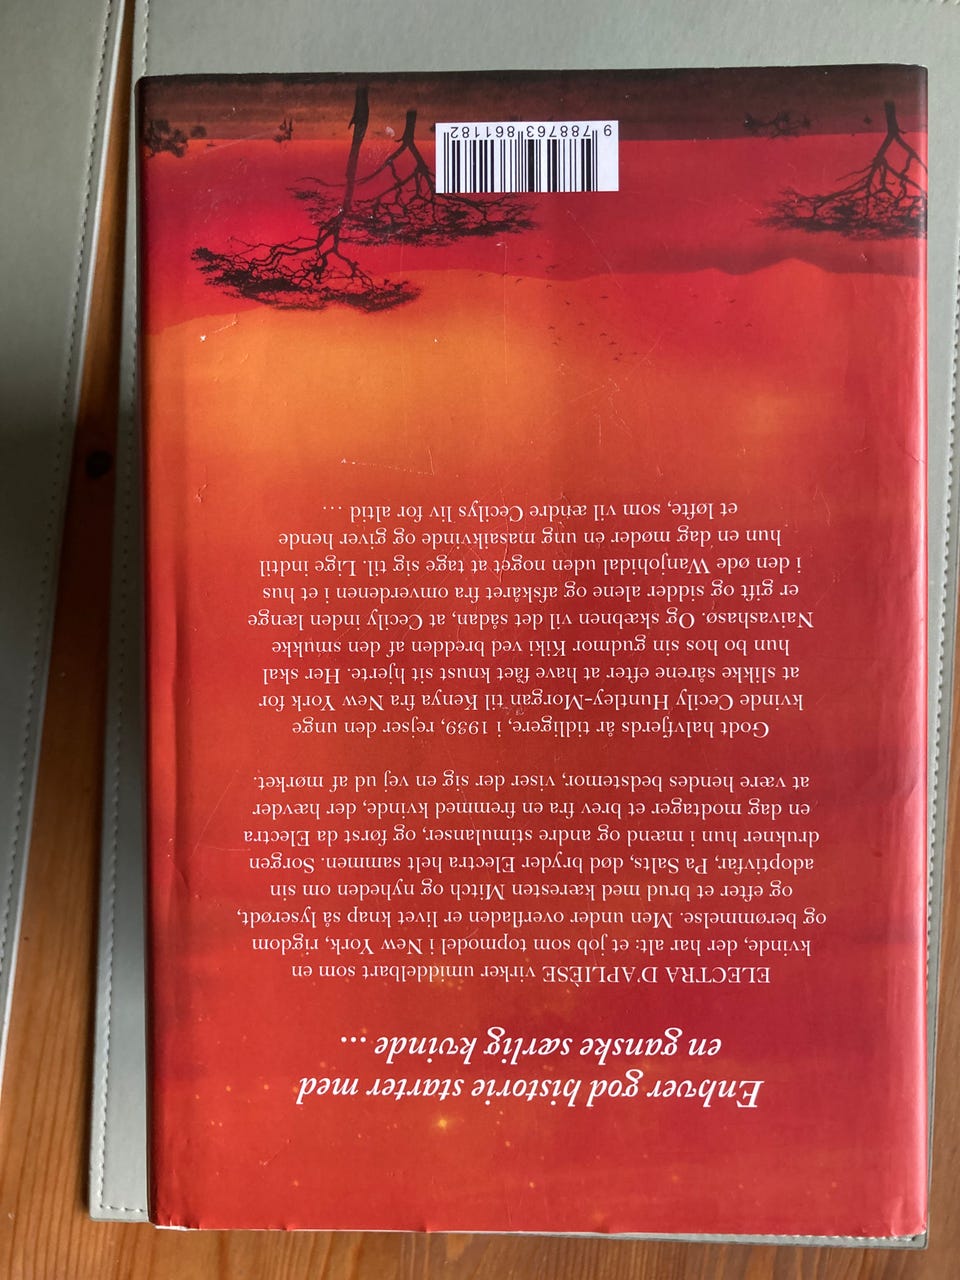 Enhver god historie starter med
en ganske særlig kvinde …
ELECTRA D'APLIÈSE virker umiddelbart som en
kvinde, der har alt: et job som topmodel i New York, rigdom
og berømmelse. Men under overfladen er livet knap så lyserødt,
og efter et brud med kæresten Mitch og nyheden om sin
adoptivfar, Pa Salts, død bryder Electra helt sammen. Sorgen
drukner hun i mænd og andre stimulanser, og først da Electra
en dag modtager et brev fra en fremmed kvinde, der hævder
at være hendes bedstemor, viser der sig en vej ud af mørket.
Godt halvfjerds år tidligere, i 1939, rejser den unge
kvinde Cecily Huntley-Morgan til Kenya fra New York for
at slikke sårene efter at have fået knust sit hjerte. Her skal
hun bo hos sin gudmor Kiki ved bredden af den smukke
Naivashasø. Og skæbnen vil det sådan, at Cecily inden længe
er gift og sidder alene og afskåret fra omverdenen i et hus
i den øde Wanjohidal uden noget at tage sig til. Lige indtil
hun en dag møder en ung masaikvinde og giver hende
et løfte, som vil ændre Cecilys liv for altid …
9 788763 861182